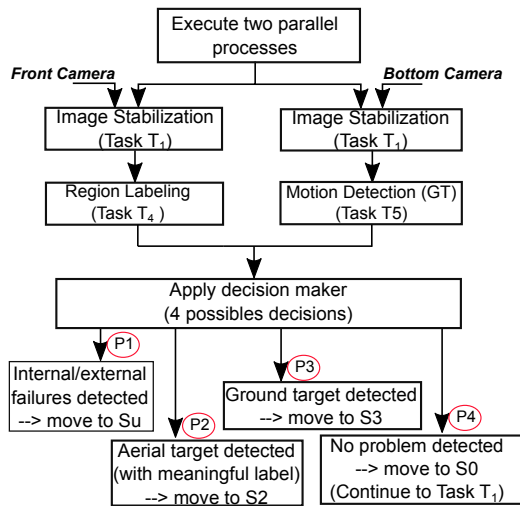 Execute two parallel
processes
Front Camera
Bottom Camera
Image Stabilization
(Task T1)
Image Stabilization
(Task T1)
Region Labeling
(Task T4 )
Motion Detection (GT)
(Task T5)
Apply decision maker
(4 possibles decisions)
P1
Internal/external
failures detected
--> move to Su
P2
Aerial target detected
(with meaningful label)
--> move to S2
P3
Ground target detected
--> move to S3
P4
No problem detected
--> move to S0
(Continue to Task T1)